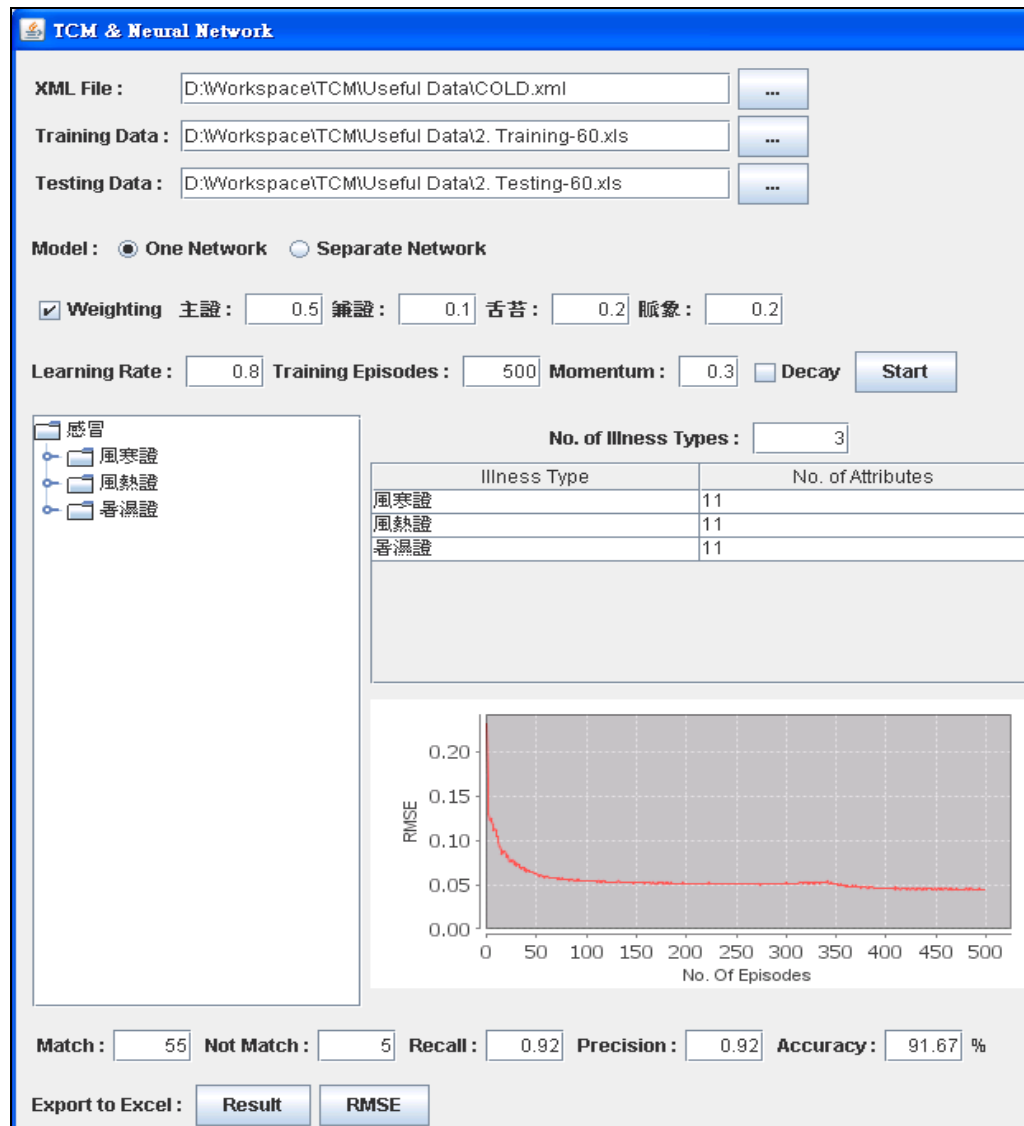 TCM & Neural Network
XML File : D:\Workspace\TCM\Useful Data\COLD.xml ...
Training Data : D:\Workspace\TCM\Useful Data\2. Training-60.xls ...
Testing Data : D:\Workspace\TCM\Useful Data\2. Testing-60.xls ...
Model : One Network Separate Network
Weighting 主證 : 0.5 兼證 : 0.1 舌苔 : 0.2 脈象 : 0.2
Learning Rate : 0.8 Training Episodes : 500 Momentum : 0.3 Decay Start
感冒
風寒證
風熱證
暑濕證
No. of Illness Types : 3
Illness Type No. of Attributes
風寒證 11
風熱證 11
暑濕證 11
0.20
0.15
0.10
0.05
0.00
RMSE
0 50 100 150 200 250 300 350 400 450 500
No. Of Episodes
Match : 55 Not Match : 5 Recall : 0.92 Precision : 0.92 Accuracy : 91.67 %
Export to Excel : Result RMSE